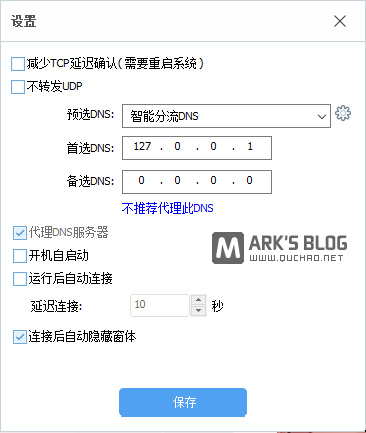 设置
减少TCP延迟确认(需要重启系统)
不转发UDP
预选DNS: 智能分流DNS
首选DNS: 127 . 0 . 0 . 1
备选DNS: 0 . 0 . 0 . 0
不推荐代理此DNS
代理DNS服务器
MARK'S BLOG
WWW.QUCHAO.NET
开机自启动
运行后自动连接
延迟连接: 10 秒
连接后自动隐藏窗体
保存